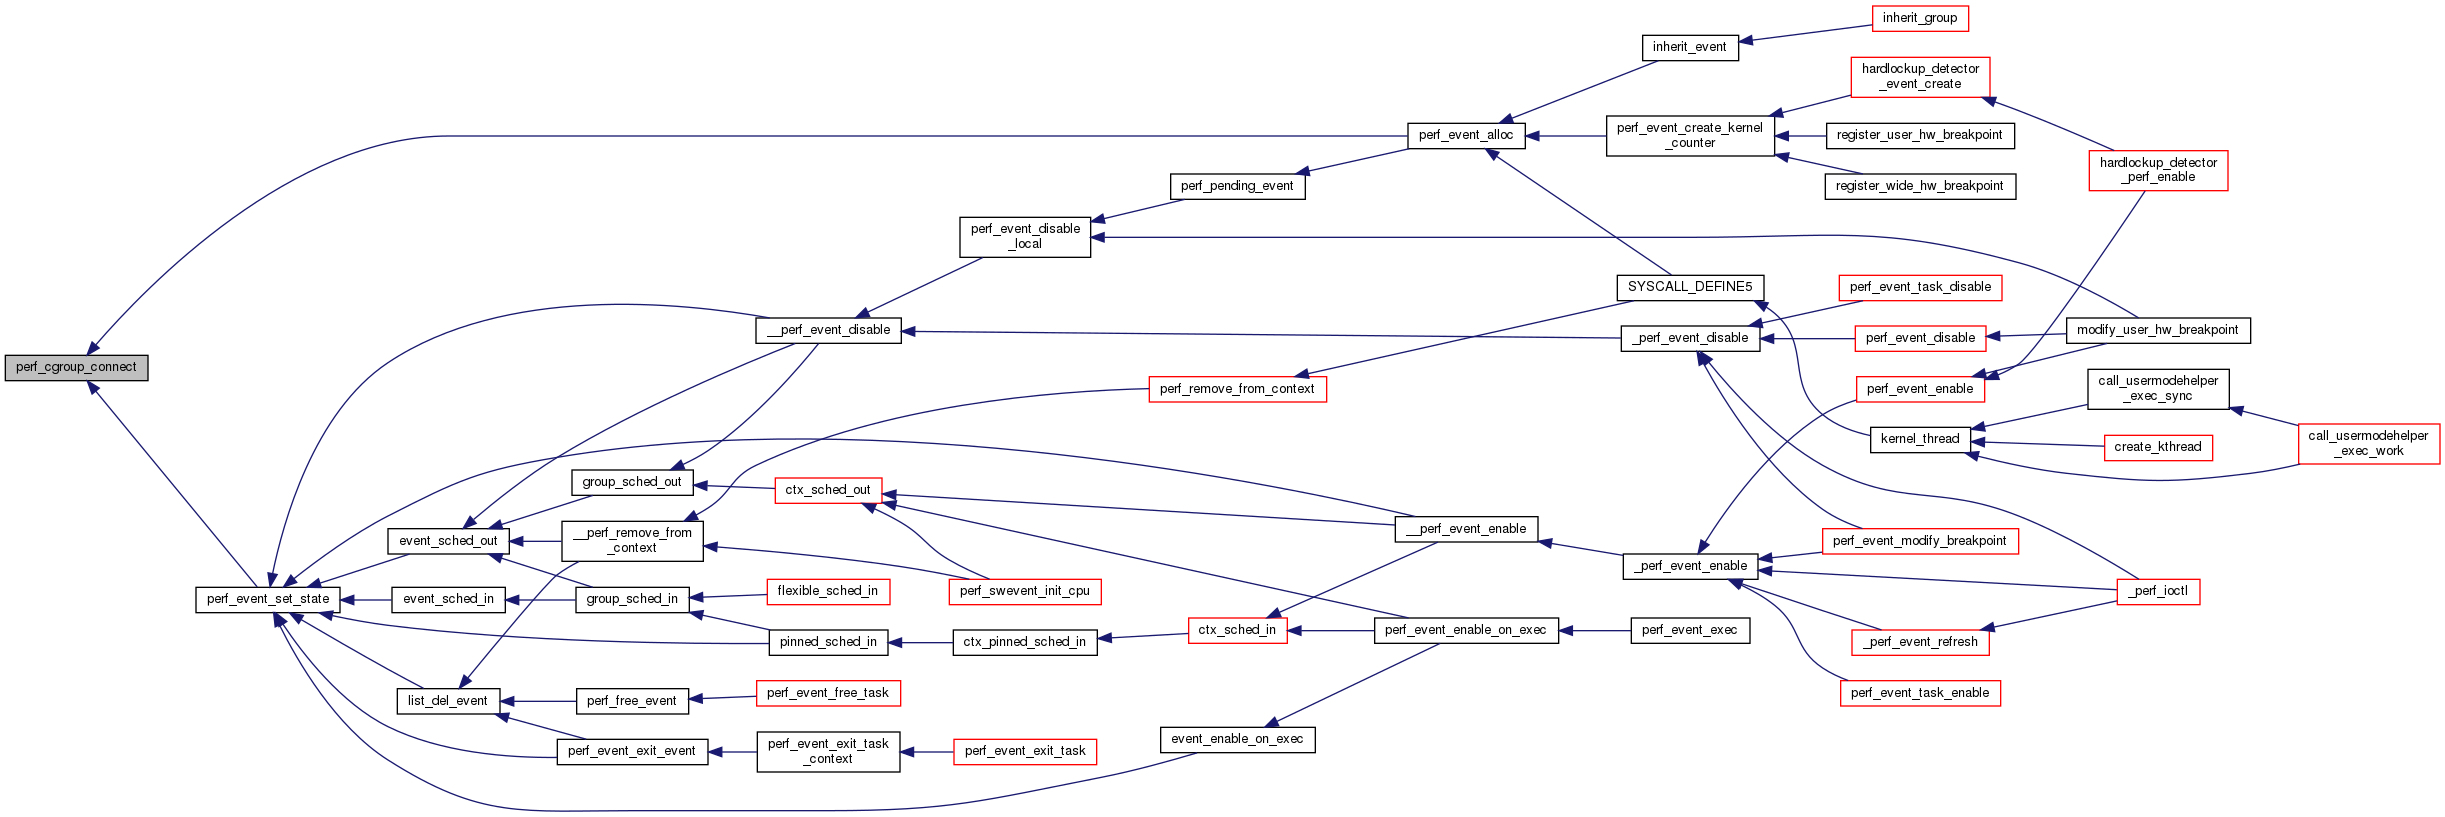 inherit_group
inherit_event
hardlockup_detector
_event_create
perf_event_alloc
perf_event_create_kernel
_counter
register_user_hw_breakpoint
hardlockup_detector
_perf_enable
perf_pending_event
register_wide_hw_breakpoint
perf_event_disable
_local
SYSCALL_DEFINE5
perf_event_task_disable
__perf_event_disable
_perf_event_disable
perf_event_disable
modify_user_hw_breakpoint
perf_cgroup_connect
perf_remove_from_context
perf_event_enable
call_usermodehelper
_exec_sync
kernel_thread
create_kthread
call_usermodehelper
_exec_work
group_sched_out
ctx_sched_out
event_sched_out
__perf_remove_from
_context
__perf_event_enable
perf_event_modify_breakpoint
_perf_event_enable
perf_event_set_state
event_sched_in
group_sched_in
flexible_sched_in
perf_swevent_init_cpu
_perf_ioctl
pinned_sched_in
ctx_pinned_sched_in
ctx_sched_in
perf_event_enable_on_exec
perf_event_exec
_perf_event_refresh
list_del_event
perf_free_event
perf_event_free_task
perf_event_task_enable
perf_event_exit_event
perf_event_exit_task
_context
perf_event_exit_task
event_enable_on_exec